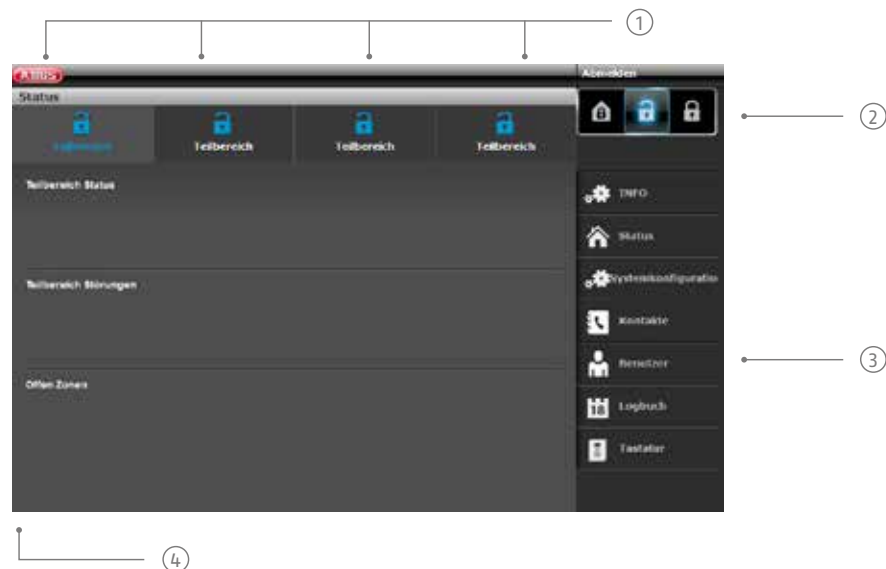 1
ABUS
Abmelden
Status
2
Teilbereich Teilbereich Teilbereich Teilbereich
Teilbereich Status
INFO
Status
Teilbereich Störungen
Systemkonfiguratio
Kontakte
Benutzer
3
Offen Zonen
Logbuch
18
Tastatur
4